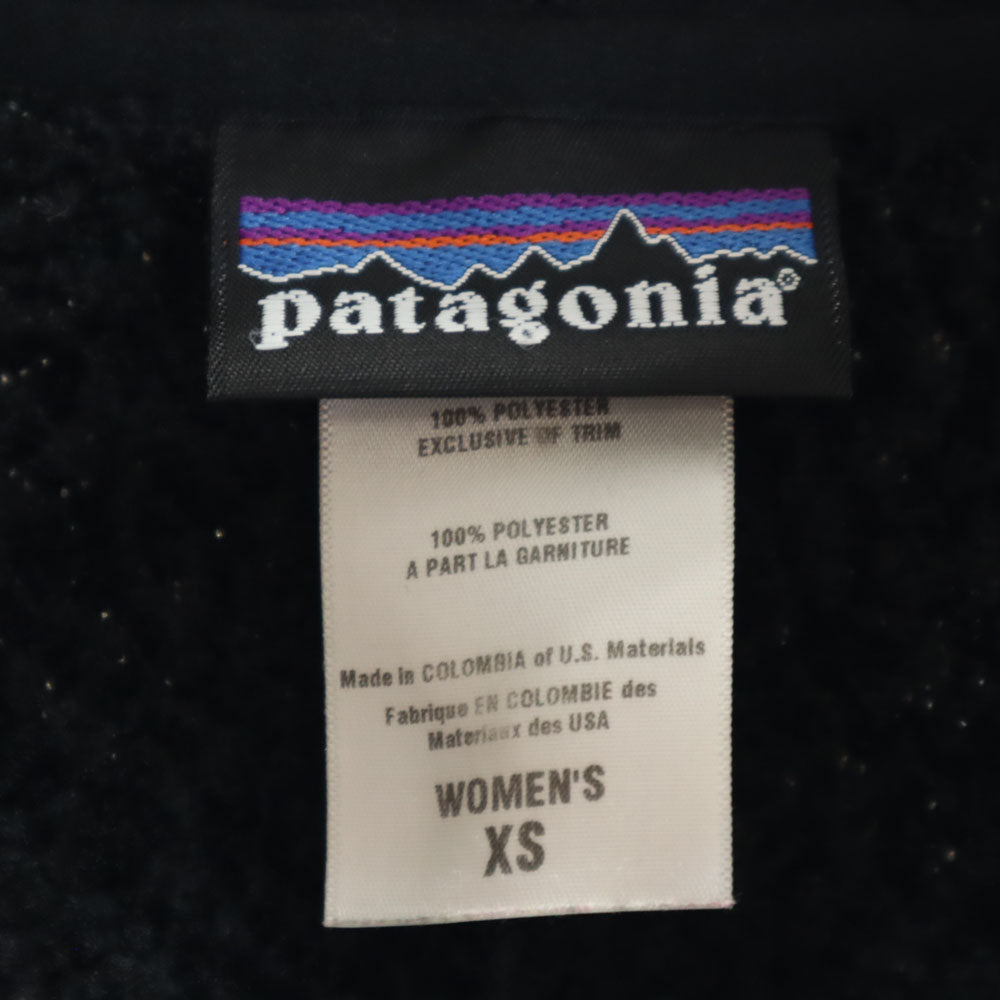 patagonia®
100% POLYESTER
EXCLUSIVE OF TRIM
100% POLYESTER
A PART LA GARNITURE
Made in COLOMBIA of U.S. Materials
Fabrique EN COLOMBIE des
Materiaux des USA
WOMEN'S
XS